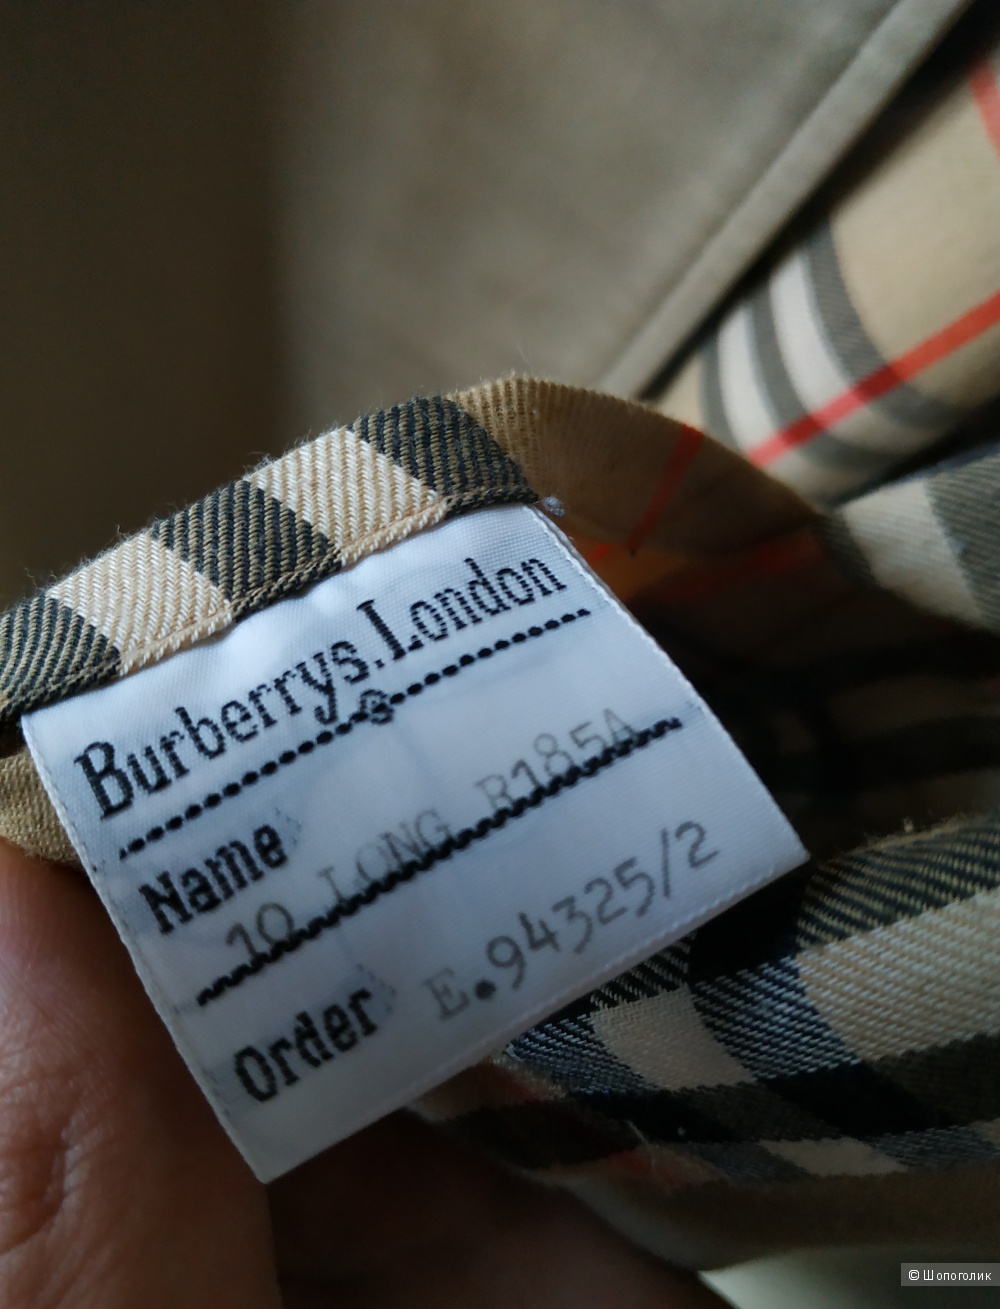 Burberrys.London
Name
10 LONG R185A
Order E.94325/2
© Шопоголик